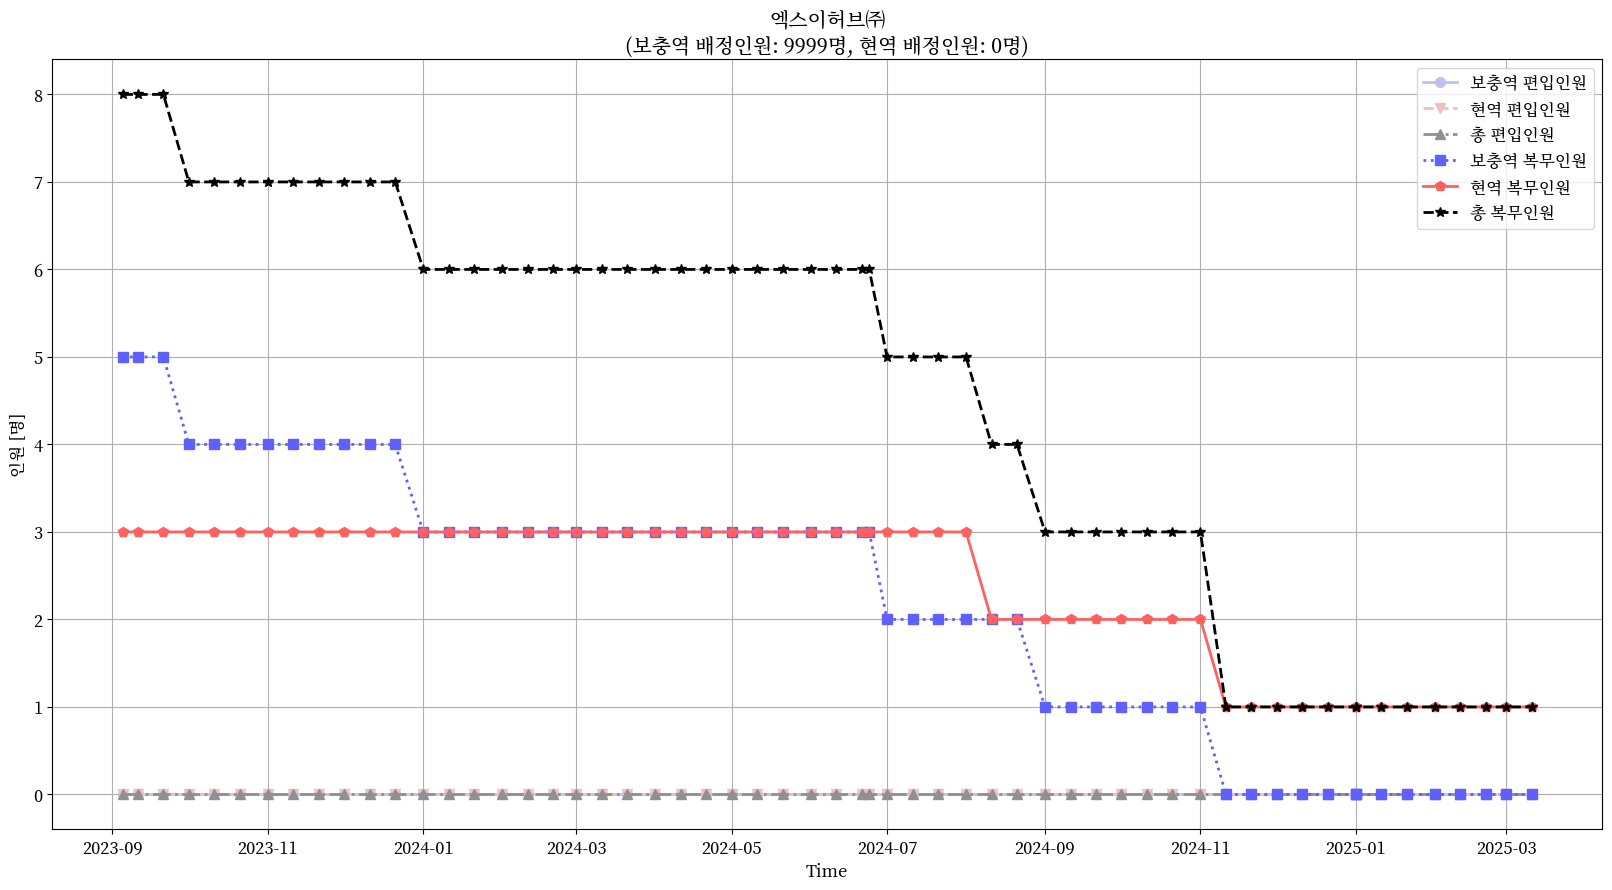 엑스이허브㈜
(보충역 배정인원: 9999명, 현역 배정인원: 0명)
보충역 편입인원
현역 편입인원
총 편입인원
보충역 복무인원
현역 복무인원
총 복무인원
인원 [명]
8
7
6
5
4
3
2
1
0
2023-09
2023-11
2024-01
2024-03
2024-05
2024-07
2024-09
2024-11
2025-01
2025-03
Time